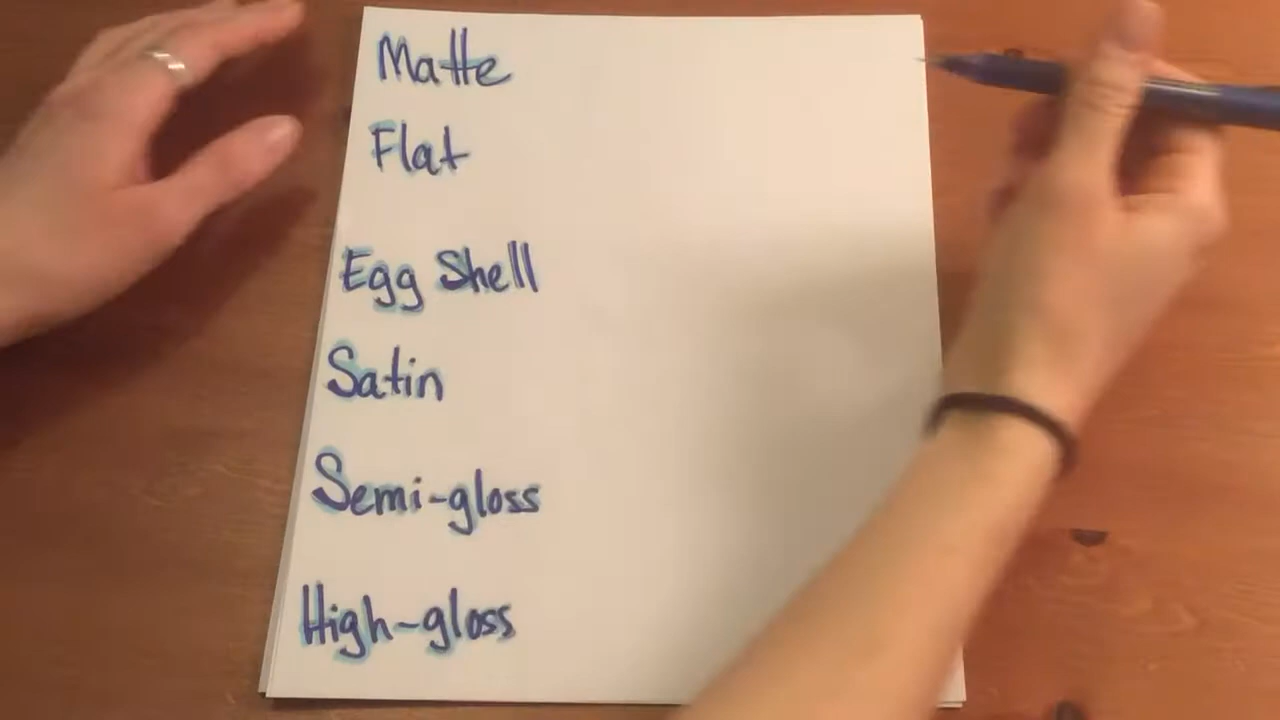 Matte
Flat
Egg Shell
Satin
Semi-gloss
High-gloss